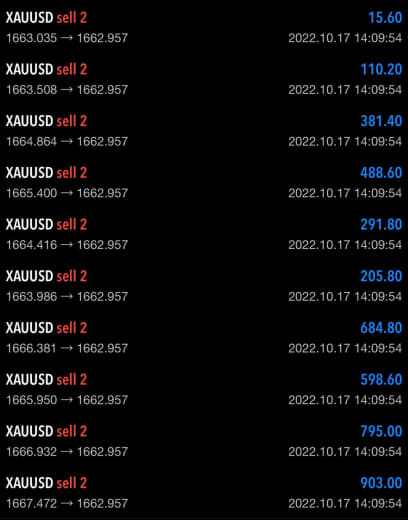 XAUUSD sell 2 15.60
1663.035 → 1662.957 2022.10.17 14:09:54
XAUUSD sell 2 110.20
1663.508 → 1662.957 2022.10.17 14:09:54
XAUUSD sell 2 381.40
1664.864 → 1662.957 2022.10.17 14:09:54
XAUUSD sell 2 488.60
1665.400 → 1662.957 2022.10.17 14:09:54
XAUUSD sell 2 291.80
1664.416 → 1662.957 2022.10.17 14:09:54
XAUUSD sell 2 205.80
1663.986 → 1662.957 2022.10.17 14:09:54
XAUUSD sell 2 684.80
1666.381 → 1662.957 2022.10.17 14:09:54
XAUUSD sell 2 598.60
1665.950 → 1662.957 2022.10.17 14:09:54
XAUUSD sell 2 795.00
1666.932 → 1662.957 2022.10.17 14:09:54
XAUUSD sell 2 903.00
1667.472 → 1662.957 2022.10.17 14:09:54